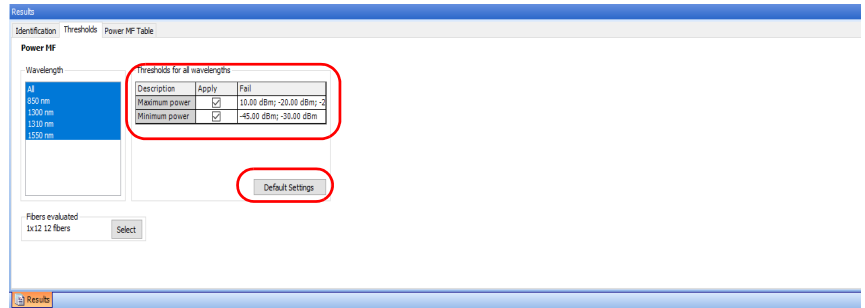 Results
Identification Thresholds Power MF Table
Power MF
Wavelength
All
850 nm
1300 nm
1310 nm
1550 nm
Thresholds for all wavelengths
Description Apply Fail
Maximum power 10.00 dBm; -20.00 dBm; -2
Minimum power -45.00 dBm; -30.00 dBm
Default Settings
Fibers evaluated
1x12 12 fibers
Select
Results